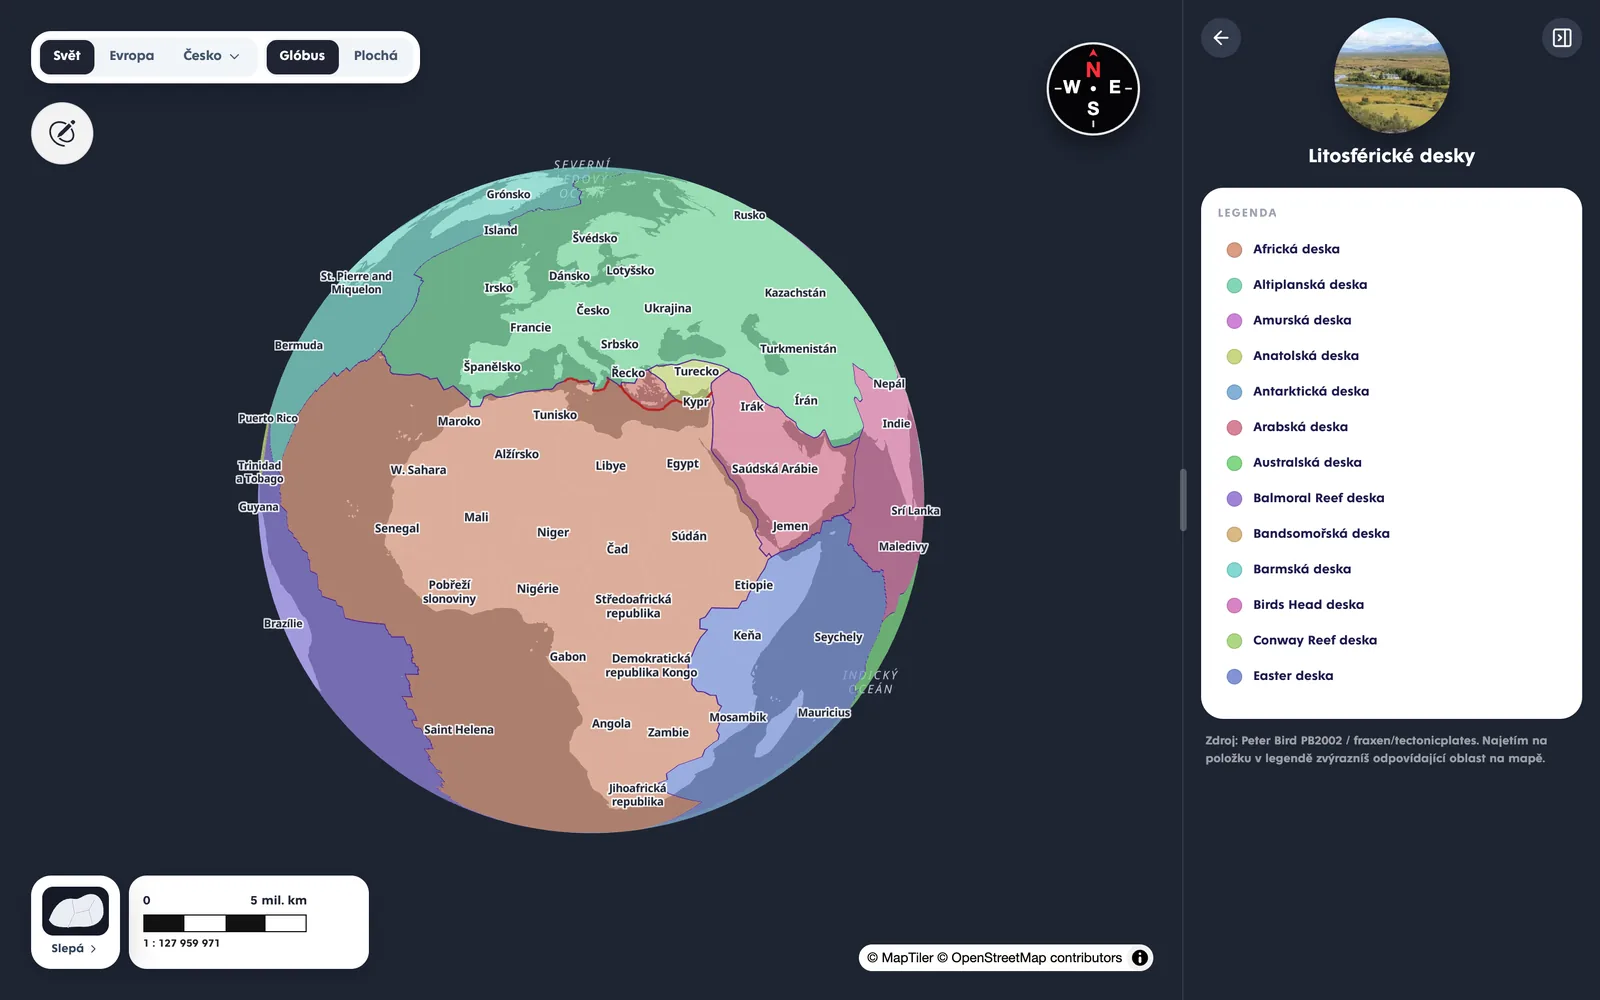 Svět
Evropa
Česko
Glóbus
Plochá
N
W
E
S
SEVERNÍ
LEDOVÝ
OCEÁN
Grónsko
Rusko
Island
Švédsko
St. Pierre and
Miquelon
Dánsko
Lotyšsko
Irsko
Kazachstán
Česko
Ukrajina
Francie
Bermuda
Srbsko
Turkmenistán
Španělsko
Řecko
Turecko
Nepál
Kypr
Irák
Írán
Puerto Rico
Maroko
Tunisko
Indie
Alžírsko
Trinidad
a Tobago
W. Sahara
Libye
Egypt
Saúdská Arábie
Guyana
Srí Lanka
Senegal
Mali
Niger
Jemen
Čad
Súdán
Maledivy
Pobřeží
slonoviny
Nigérie
Etiopie
Středoafrická
republika
Brazílie
Keňa
Seychely
Gabon
Demokratická
republika Kongo
INDICKÝ
OCEÁN
Saint Helena
Angola
Zambie
Mosambik
Mauricius
Jihoafrická
republika
Slepá
0
5 mil. km
1 : 127 959 971
© MapTiler © OpenStreetMap contributors
Litosférické desky
LEGENDA
Africká deska
Altiplanská deska
Amurská deska
Anatolská deska
Antarktická deska
Arabská deska
Australská deska
Balmoral Reef deska
Bandsomořská deska
Barmská deska
Birds Head deska
Conway Reef deska
Easter deska
Zdroj: Peter Bird PB2002 / fraxen/tectonicplates. Najetím na
položku v legendě zvýrazníš odpovídající oblast na mapě.